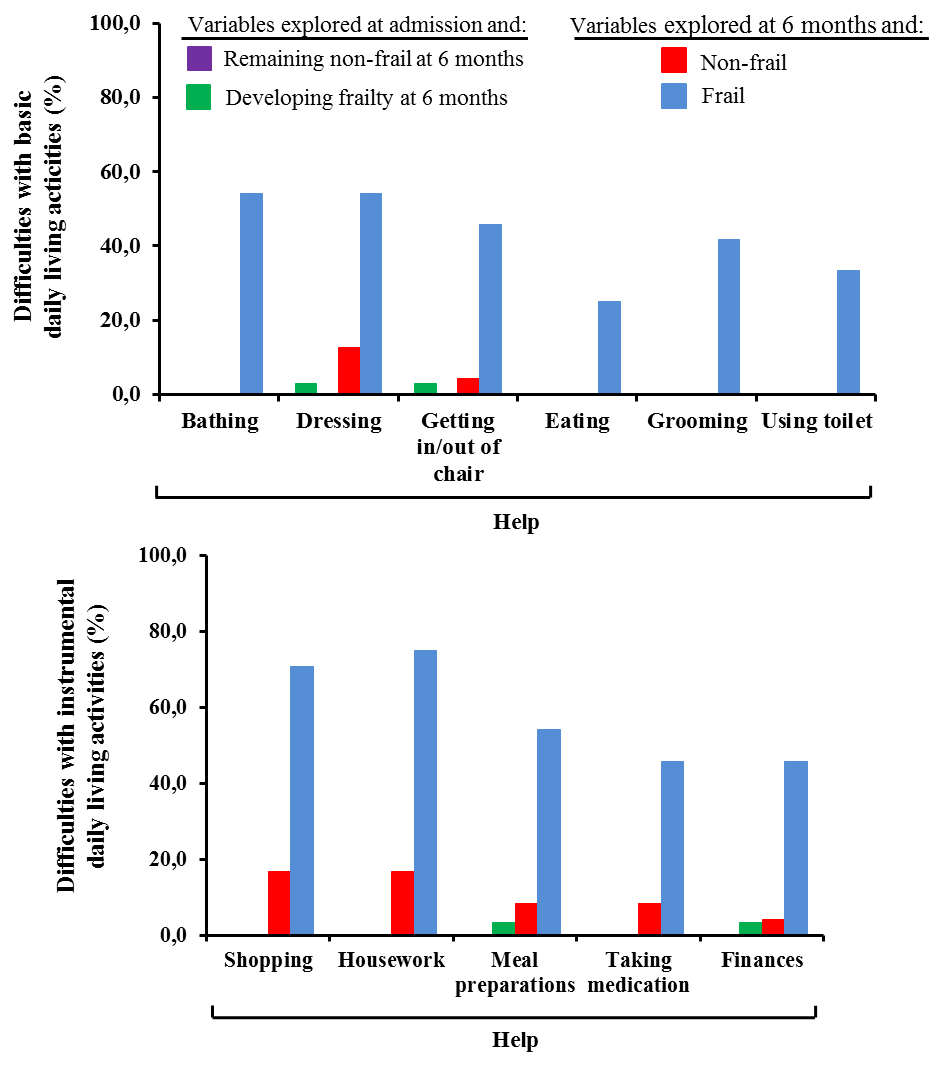 Variables explored at admission and:
Remaining non-frail at 6 months
Developing frailty at 6 months
Variables explored at 6 months and:
Non-frail
Frail
Difficulties with basic
daily living acticities (%)
100,0
80,0
60,0
40,0
20,0
0,0
Bathing
Dressing
Getting
in/out of
chair
Eating
Grooming
Using toilet
Help
Difficulties with instrumental
daily living activities (%)
100,0
80,0
60,0
40,0
20,0
0,0
Shopping
Housework
Meal
preparations
Taking
medication
Finances
Help